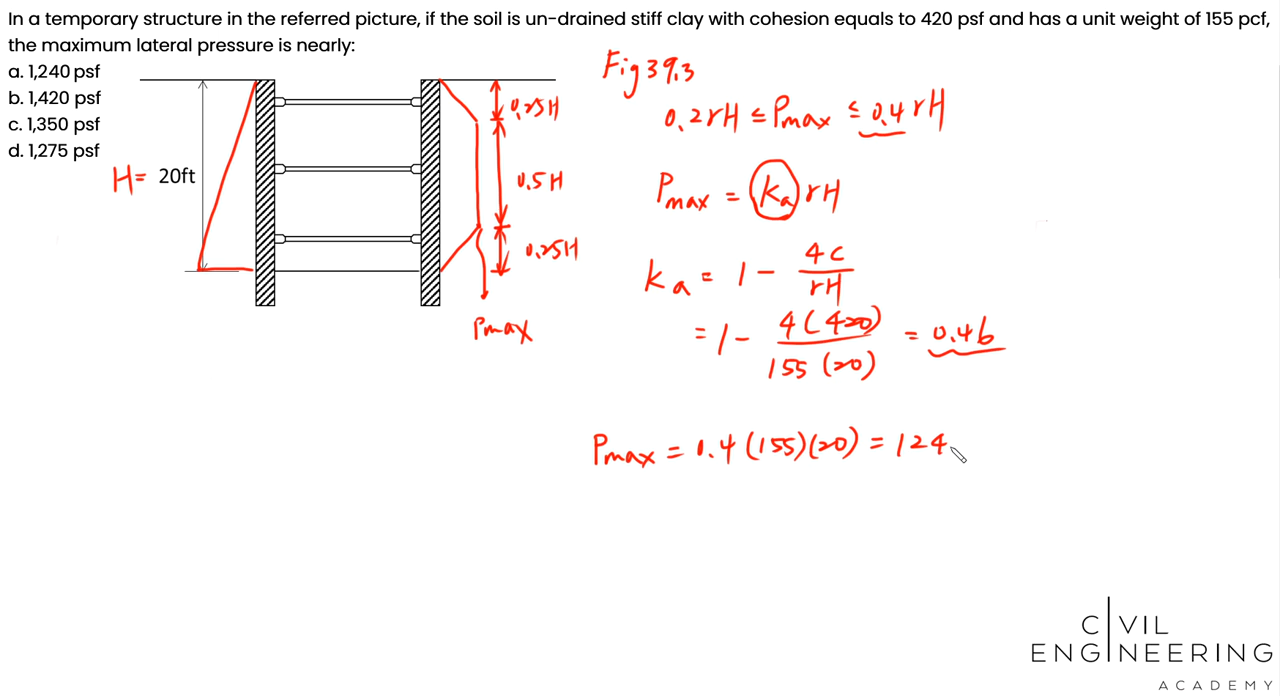 In a temporary structure in the referred picture, if the soil is un-drained stiff clay with cohesion equals to 420 psf and has a unit weight of 155 pcf,
the maximum lateral pressure is nearly:
a. 1,240 psf
b. 1,420 psf
c. 1,350 psf
d. 1,275 psf
H= 20ft
0.25H
0.5H
0.25H
Pmax
Fig 39.3
0.2rH ≤ Pmax ≤ 0.4rH
Pmax = ka rH
ka = 1 - 4c/rH
= 1 - 4(420)/155(20) = 0.46
Pmax = 0.4(155)(20) = 124
CIVIL
ENGINEERING
ACADEMY